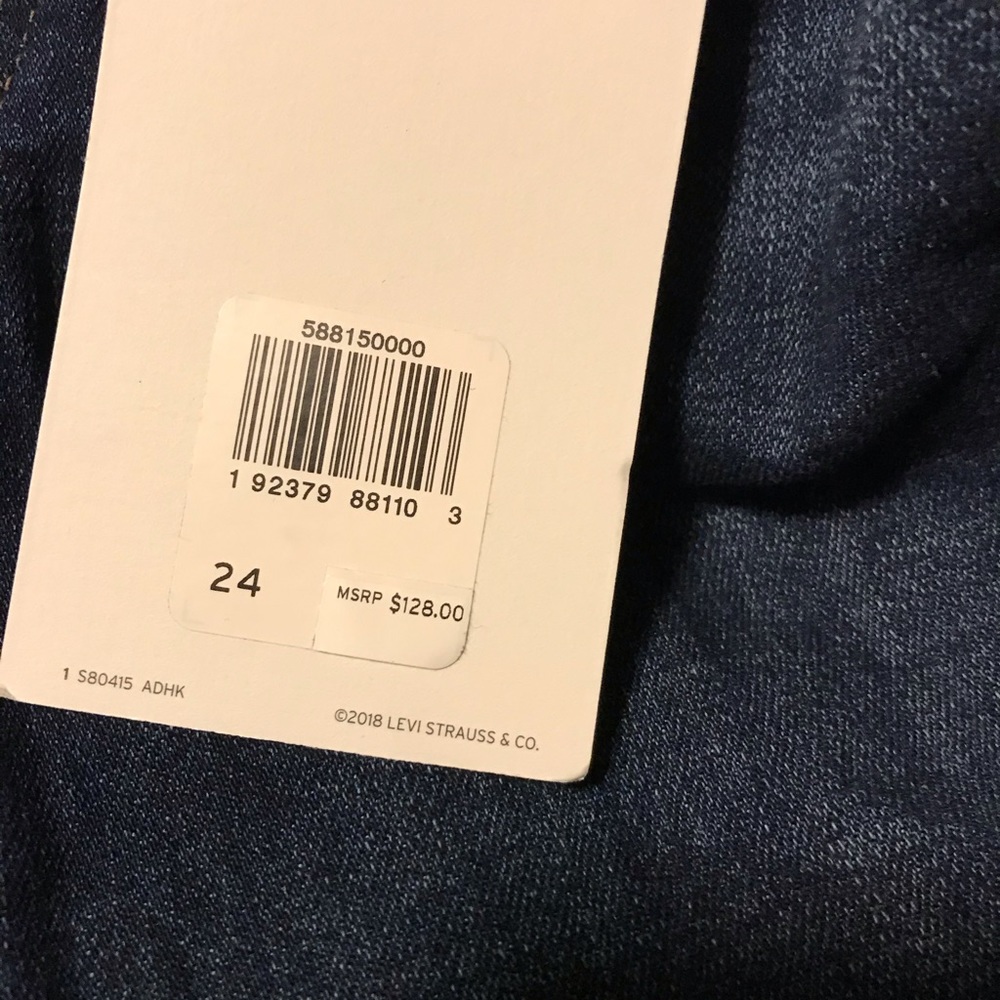 588150000
1 92379 88110 3
24
MSRP $128.00
1 S80415 ADHK
©2018 LEVI STRAUSS & CO.